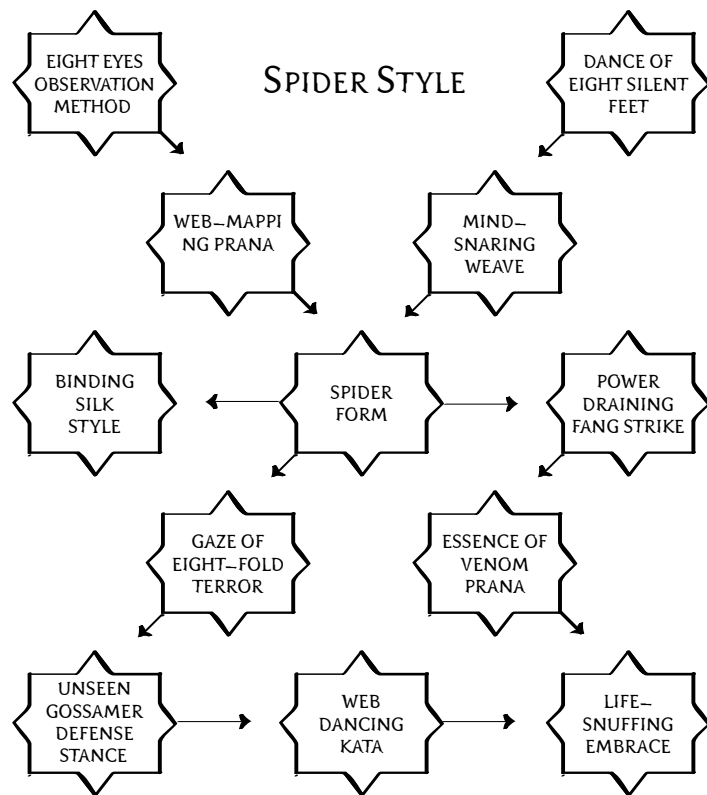 SPIDER STYLE
EIGHT EYES
OBSERVATION
METHOD
DANCE OF
EIGHT SILENT
FEET
WEB–MAPPI
NG PRANA
MIND–
SNARING
WEAVE
BINDING
SILK
STYLE
SPIDER
FORM
POWER
DRAINING
FANG STRIKE
GAZE OF
EIGHT–FOLD
TERROR
ESSENCE OF
VENOM
PRANA
UNSEEN
GOSSAMER
DEFENSE
STANCE
WEB
DANCING
KATA
LIFE–
SNUFFING
EMBRACE